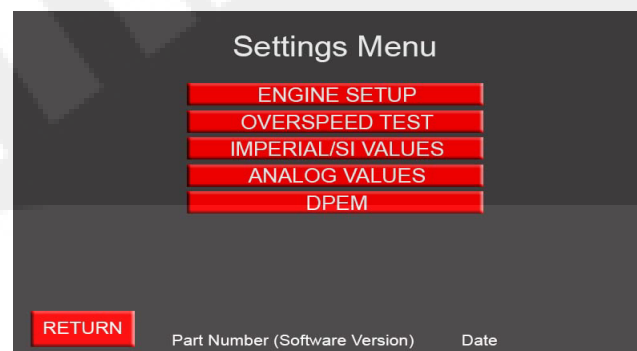 Settings Menu
ENGINE SETUP
OVERSPEED TEST
IMPERIAL/SI VALUES
ANALOG VALUES
DPEM
RETURN
Part Number (Software Version) Date